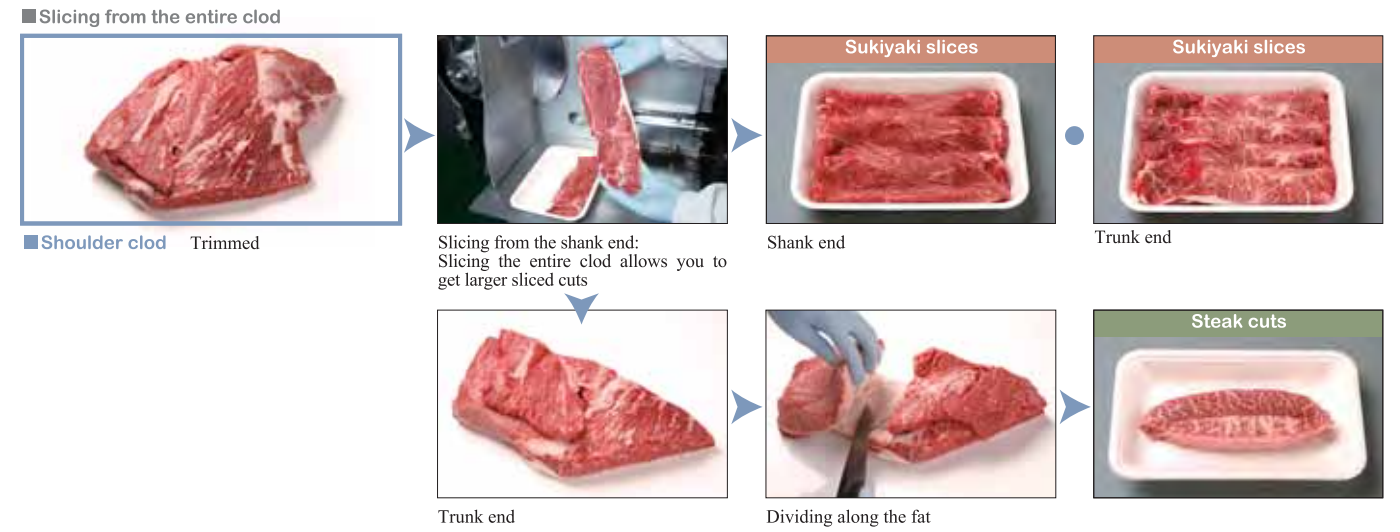 ■Slicing from the entire clod
Sukiyaki slices
Sukiyaki slices
■Shoulder clod Trimmed
Slicing from the shank end:
Slicing the entire clod allows you to
get larger sliced cuts
Shank end
Trunk end
Steak cuts
Trunk end
Dividing along the fat